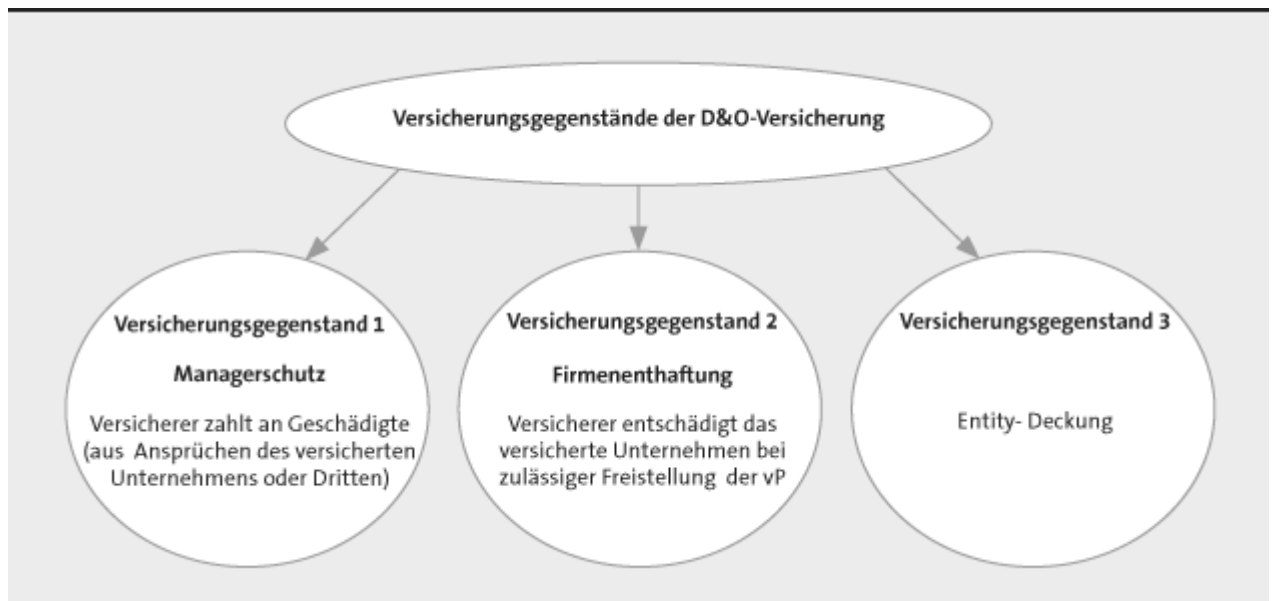 Versicherungsgegenstände der D&O-Versicherung
Versicherungsgegenstand 1
Managerschutz
Versicherer zahlt an Geschädigte
(aus Ansprüchen des versicherten
Unternehmens oder Dritten)
Versicherungsgegenstand 2
Firmenenthaftung
Versicherer entschädigt das
versicherte Unternehmen bei
zulässiger Freistellung der vP
Versicherungsgegenstand 3
Entity- Deckung